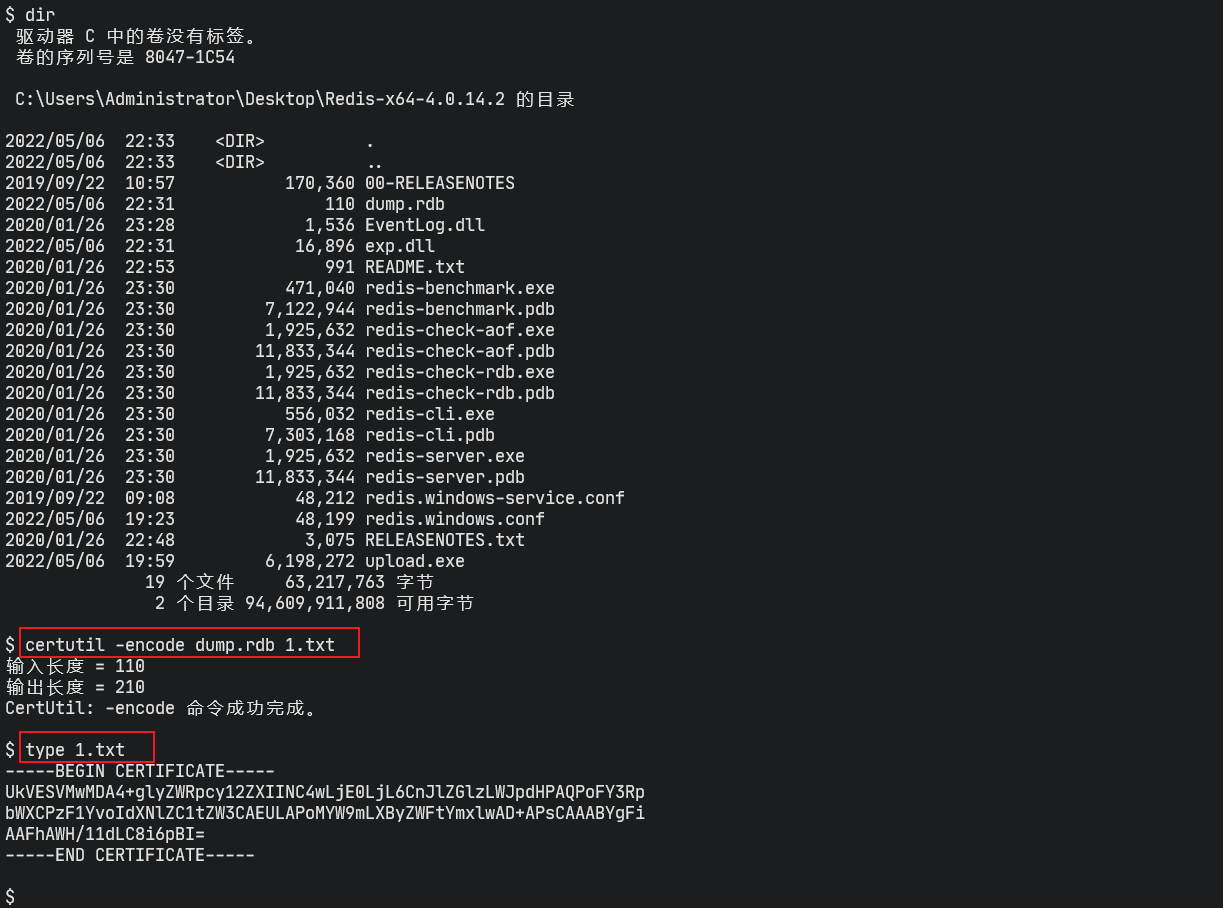 $ dir
 驱动器 C 中的卷没有标签。
 卷的序列号是 8047-1C54
 C:\Users\Administrator\Desktop\Redis-x64-4.0.14.2 的目录
2022/05/06  22:33    <DIR>          .
2022/05/06  22:33    <DIR>          ..
2019/09/22  10:57           170,360 00-RELEASENOTES
2022/05/06  22:31               110 dump.rdb
2020/01/26  23:28             1,536 EventLog.dll
2022/05/06  22:31            16,896 exp.dll
2020/01/26  22:53               991 README.txt
2020/01/26  23:30           471,040 redis-benchmark.exe
2020/01/26  23:30         7,122,944 redis-benchmark.pdb
2020/01/26  23:30         1,925,632 redis-check-aof.exe
2020/01/26  23:30        11,833,344 redis-check-aof.pdb
2020/01/26  23:30         1,925,632 redis-check-rdb.exe
2020/01/26  23:30        11,833,344 redis-check-rdb.pdb
2020/01/26  23:30           556,032 redis-cli.exe
2020/01/26  23:30         7,303,168 redis-cli.pdb
2020/01/26  23:30         1,925,632 redis-server.exe
2020/01/26  23:30        11,833,344 redis-server.pdb
2019/09/22  09:08            48,212 redis.windows-service.conf
2022/05/06  19:23            48,199 redis.windows.conf
2020/01/26  22:48             3,075 RELEASENOTES.txt
2022/05/06  19:59         6,198,272 upload.exe
              19 个文件     63,217,763 字节
               2 个目录 94,609,911,808 可用字节
$ certutil -encode dump.rdb 1.txt
输入长度 = 110
输出长度 = 210
CertUtil: -encode 命令成功完成。
$ type 1.txt
-----BEGIN CERTIFICATE-----
UkVESVMwMDA4+glyZWRpcy12ZXIINC4wLjE0LjL6CnJlZGlzLWJpdHPAQPoFY3Rp
bWXCPzF1YvoIdXNlZC1tZW3CAEULAPoMYW9mLXByZWFtYmxlwAD+APsCAAABYgFi
AAFhAWH/11dLC8i6pBI=
-----END CERTIFICATE-----
$